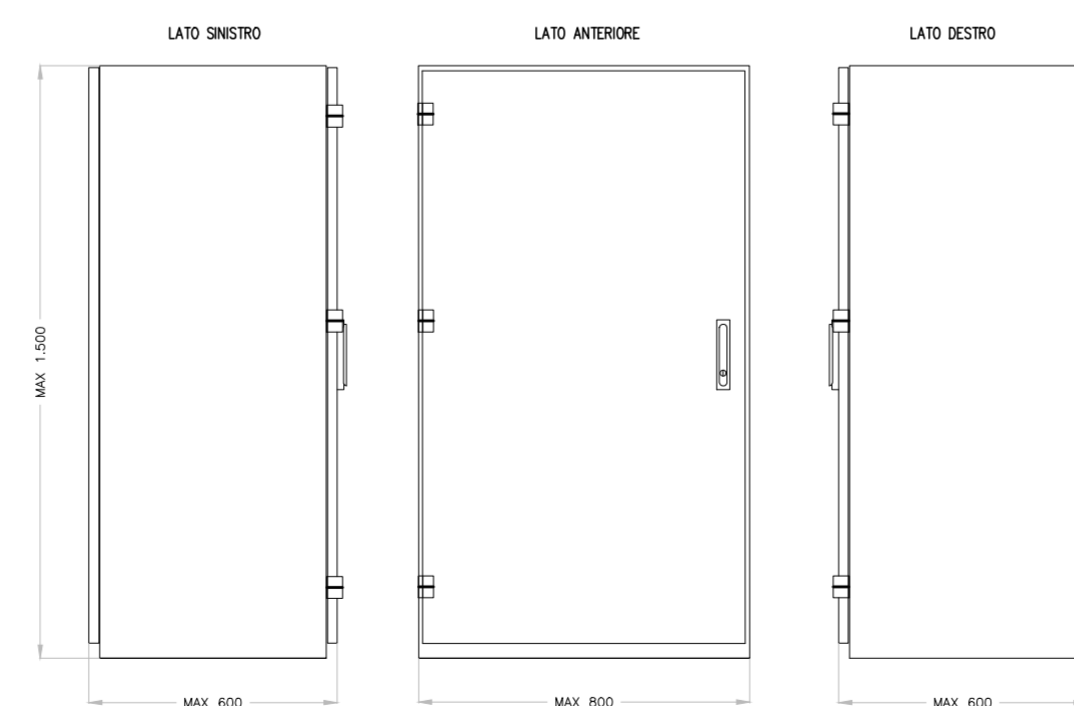 LATO SINISTRO
LATO ANTERIORE
LATO DESTRO
MAX 1.500
MAX 600
MAX 800
MAX 600